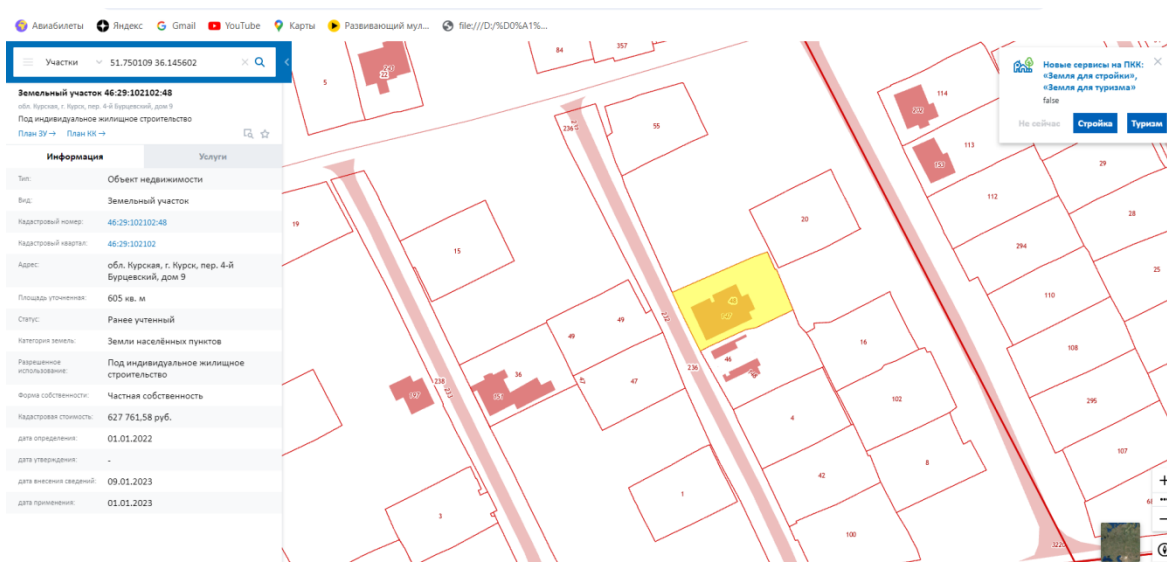 Авиабилеты Яндекс Gmail YouTube Карты Развивающий мул... file:///D:/%D0%A1%...
Участки 51.750109 36.145602
Земельный участок 46:29:102102:48
обл. Курская, г. Курск, пер. 4-й Бурцевский, дом 9
Под индивидуальное жилищное строительство
План ЗУ → План КК →
Информация Услуги
Тип: Объект недвижимости
Вид: Земельный участок
Кадастровый номер: 46:29:102102:48
Кадастровый квартал: 46:29:102102
Адрес: обл. Курская, г. Курск, пер. 4-й
Бурцевский, дом 9
Площадь уточненная: 605 кв. м
Статус: Ранее учтенный
Категория земель: Земли населённых пунктов
Разрешенное
использование:
Под индивидуальное жилищное
строительство
Форма собственности: Частная собственность
Кадастровая стоимость: 627 761,58 руб.
дата определения: 01.01.2022
дата утверждения: -
дата внесения сведений: 09.01.2023
дата применения: 01.01.2023
Новые сервисы на ПКК:
«Земля для стройки»,
«Земля для туризма»
false
Не сейчас Стройка Туризм
84
357
5
22
114
236
55
113
151
29
112
19
20
28
15
294
25
48
110
147
232
49
49
16
108
46
236
36
47
47
238
197
151
102
295
4
107
8
42
1
3
100